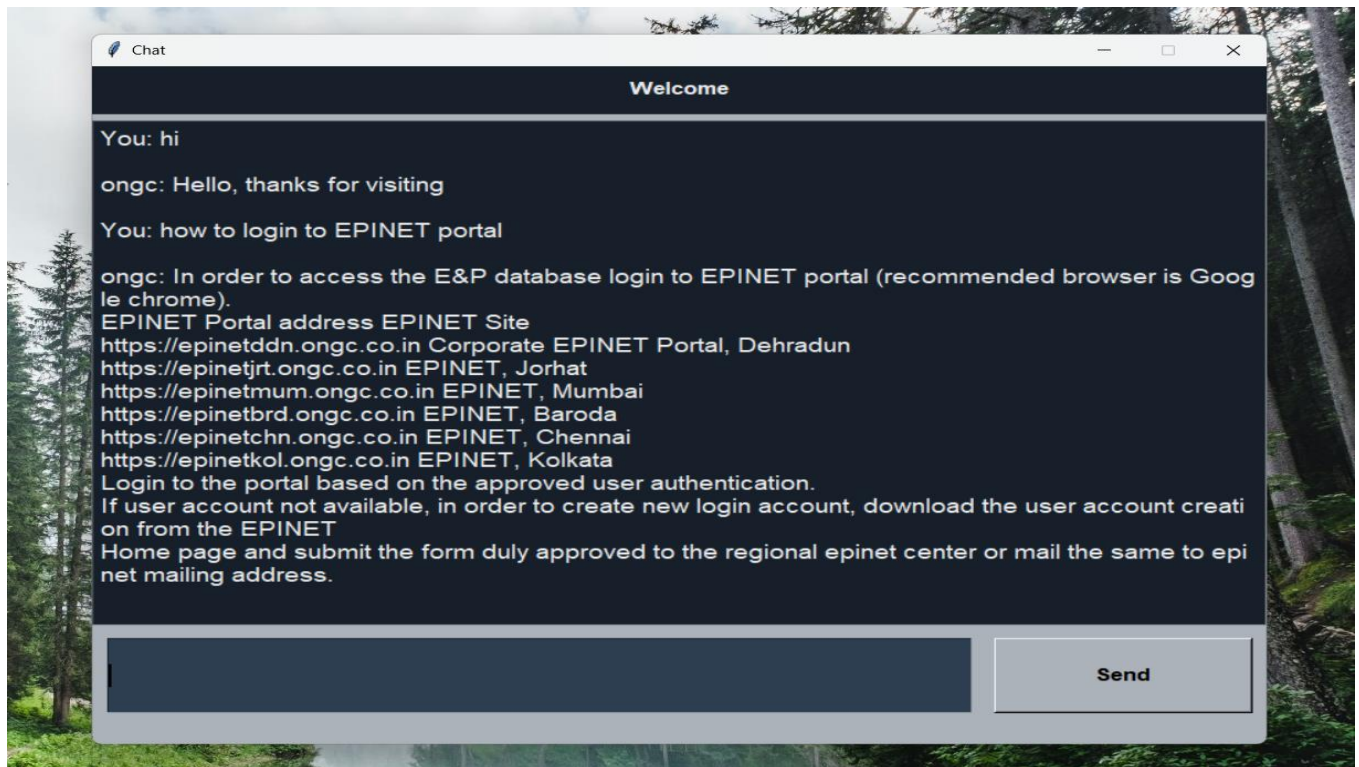 Chat
Welcome
You: hi
ongc: Hello, thanks for visiting
You: how to login to EPINET portal
ongc: In order to access the E&P database login to EPINET portal (recommended browser is Goog
le chrome).
EPINET Portal address EPINET Site
https://epinetddn.ongc.co.in Corporate EPINET Portal, Dehradun
https://epinetjrt.ongc.co.in EPINET, Jorhat
https://epinetmum.ongc.co.in EPINET, Mumbai
https://epinetbrd.ongc.co.in EPINET, Baroda
https://epinetchn.ongc.co.in EPINET, Chennai
https://epinetkol.ongc.co.in EPINET, Kolkata
Login to the portal based on the approved user authentication.
If user account not available, in order to create new login account, download the user account creati
on from the EPINET
Home page and submit the form duly approved to the regional epinet center or mail the same to epi
net mailing address.
Send